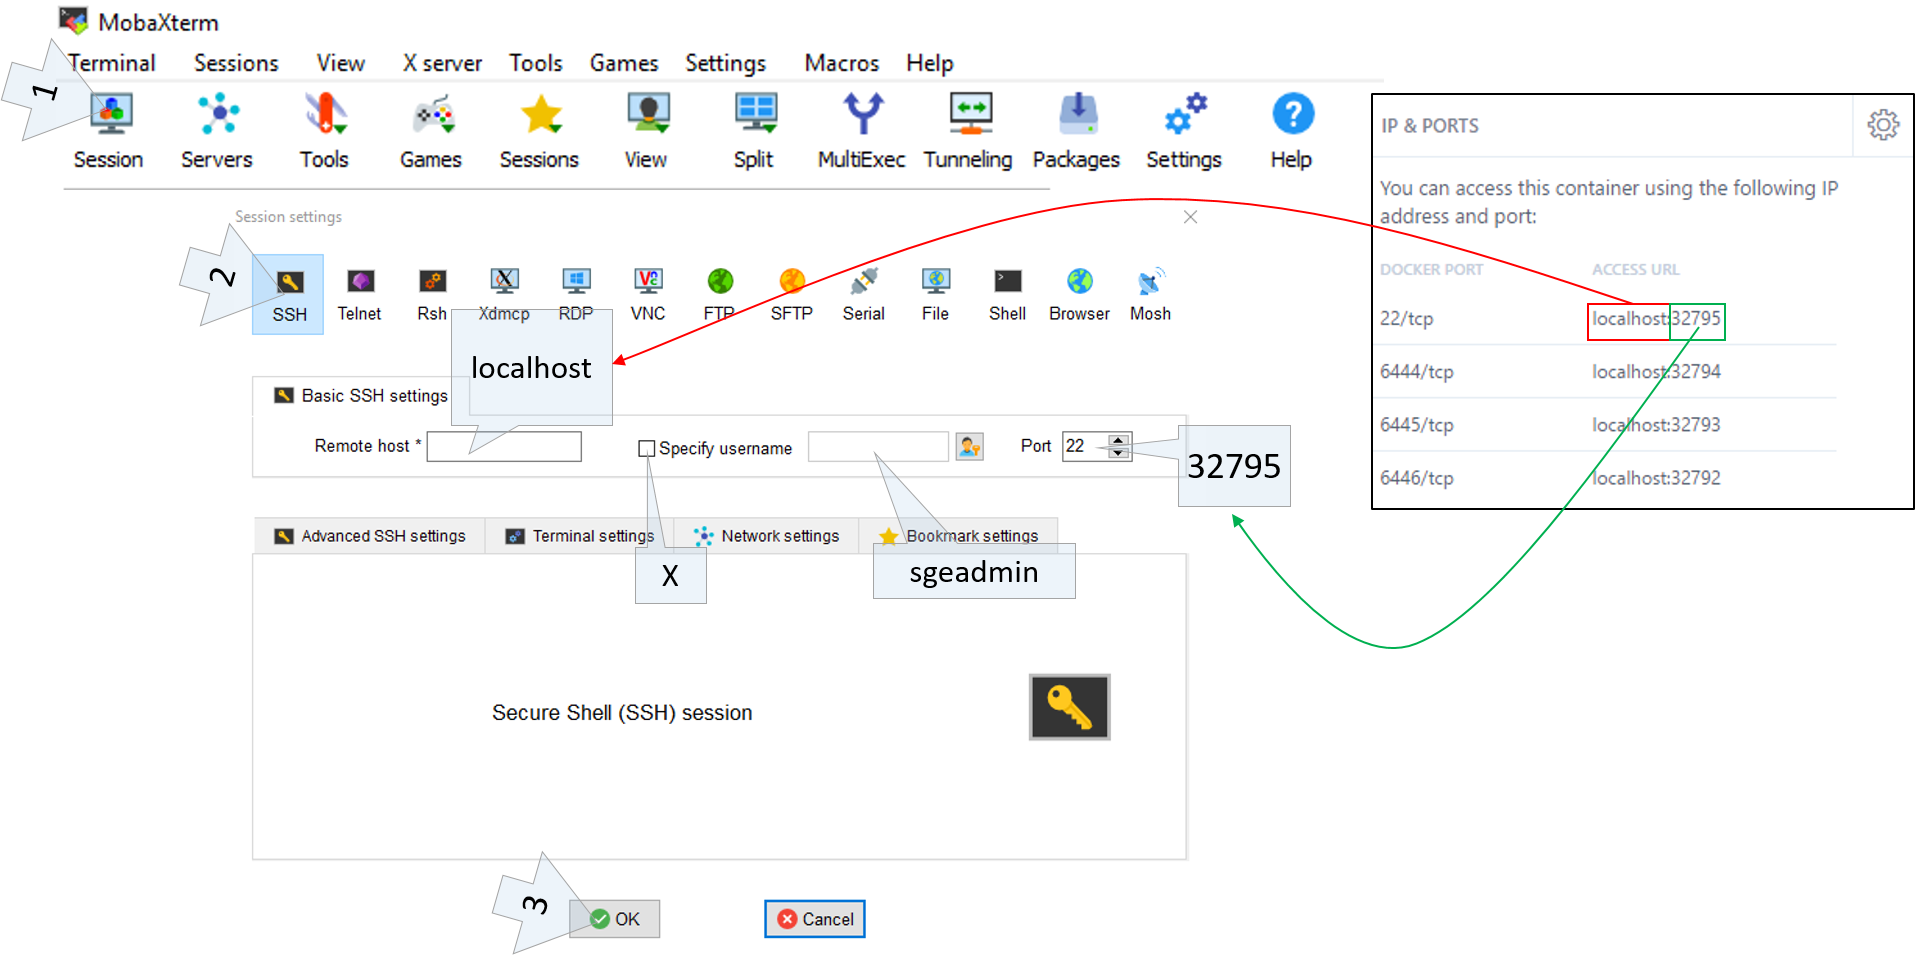 MobaXterm
Terminal Sessions View X server Tools Games Settings Macros Help
1
Session Servers Tools Games Sessions View Split MultiExec Tunneling Packages Settings Help
Session settings
2
SSH Telnet Rsh Xdmcp RDP VNC FTP SFTP Serial File Shell Browser Mosh
localhost
Basic SSH settings
Remote host * Specify username Port 22
32795
Advanced SSH settings Terminal settings Network settings Bookmark settings
X
sgeadmin
Secure Shell (SSH) session
3
OK Cancel
IP & PORTS
You can access this container using the following IP
address and port:
DOCKER PORT ACCESS URL
22/tcp localhost:32795
6444/tcp localhost:32794
6445/tcp localhost:32793
6446/tcp localhost:32792